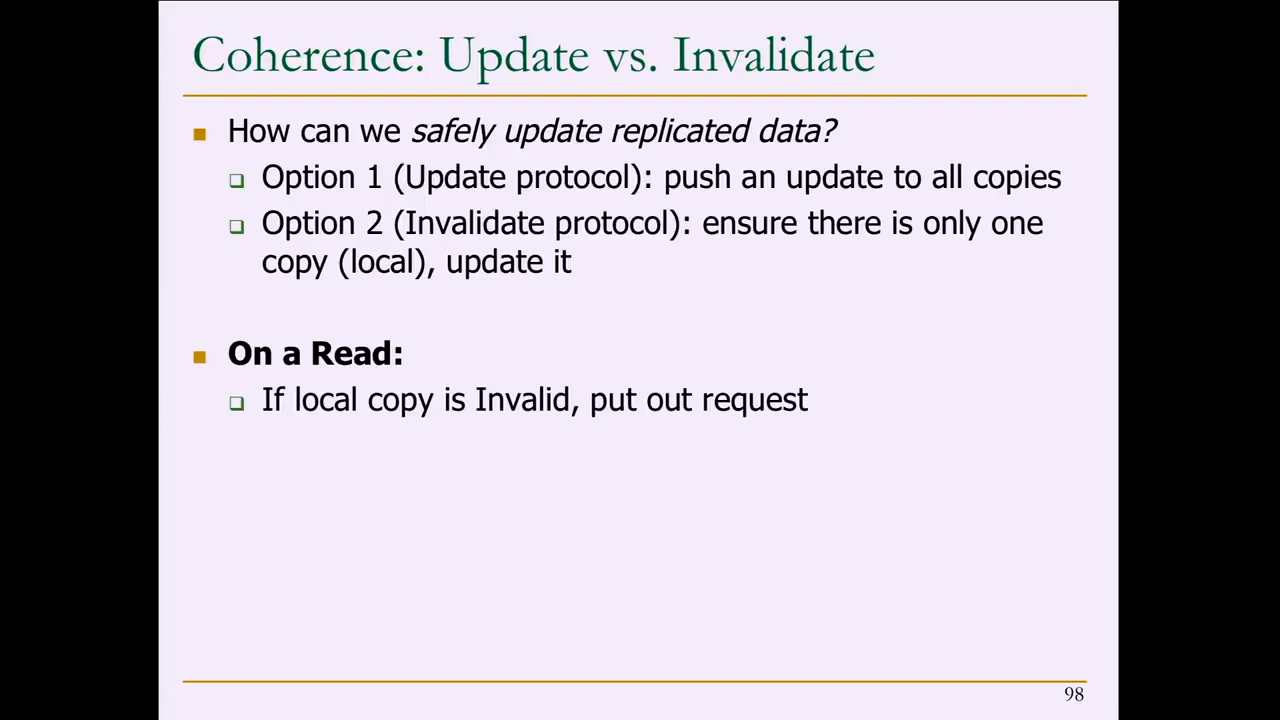 Coherence: Update vs. Invalidate
How can we safely update replicated data?
Option 1 (Update protocol): push an update to all copies
Option 2 (Invalidate protocol): ensure there is only one
copy (local), update it
On a Read:
If local copy is Invalid, put out request
98